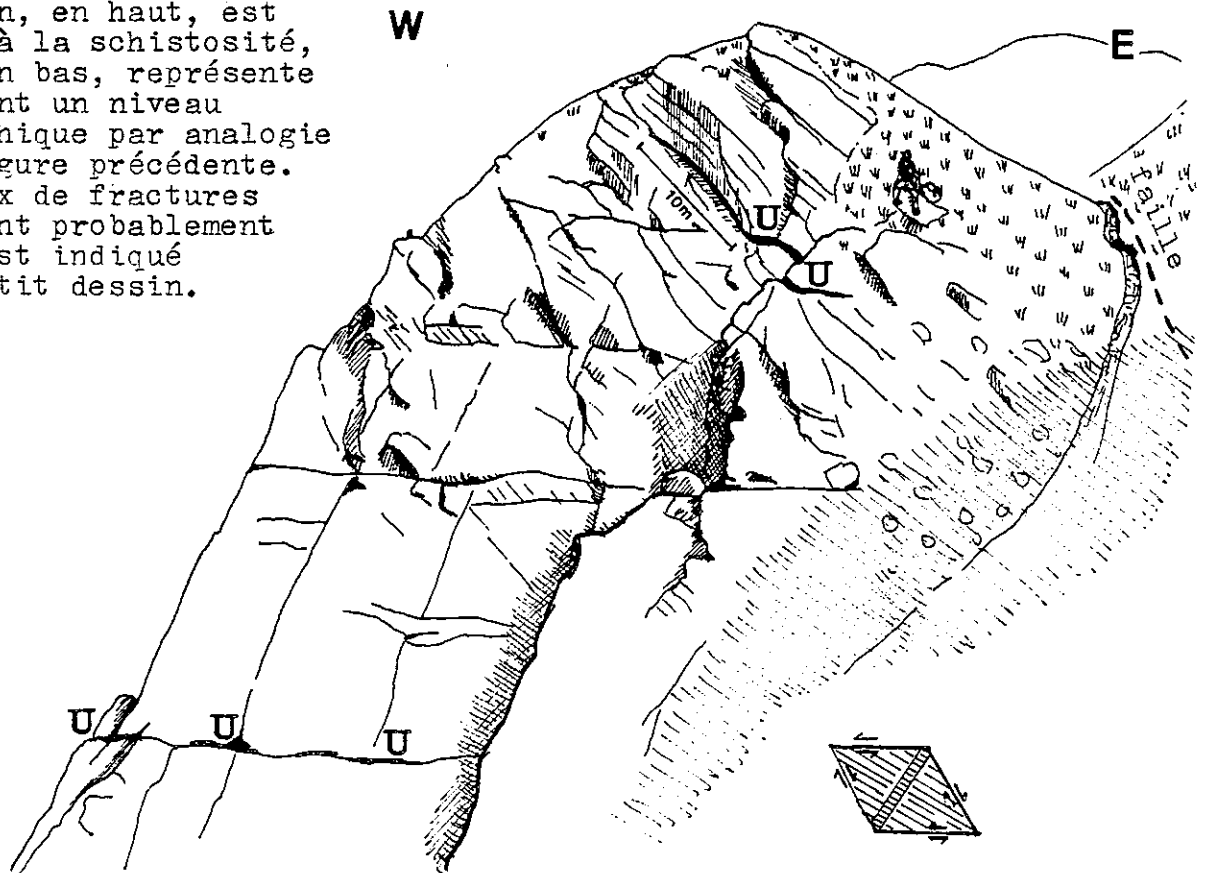 n, en haut, est
à la schistosité,
n bas, représente
nt un niveau
nique par analogie
gure précédente.
x de fractures
nt probablement
st indiqué
tit dessin.
W
E
faille
10m
U
U
U
U
U